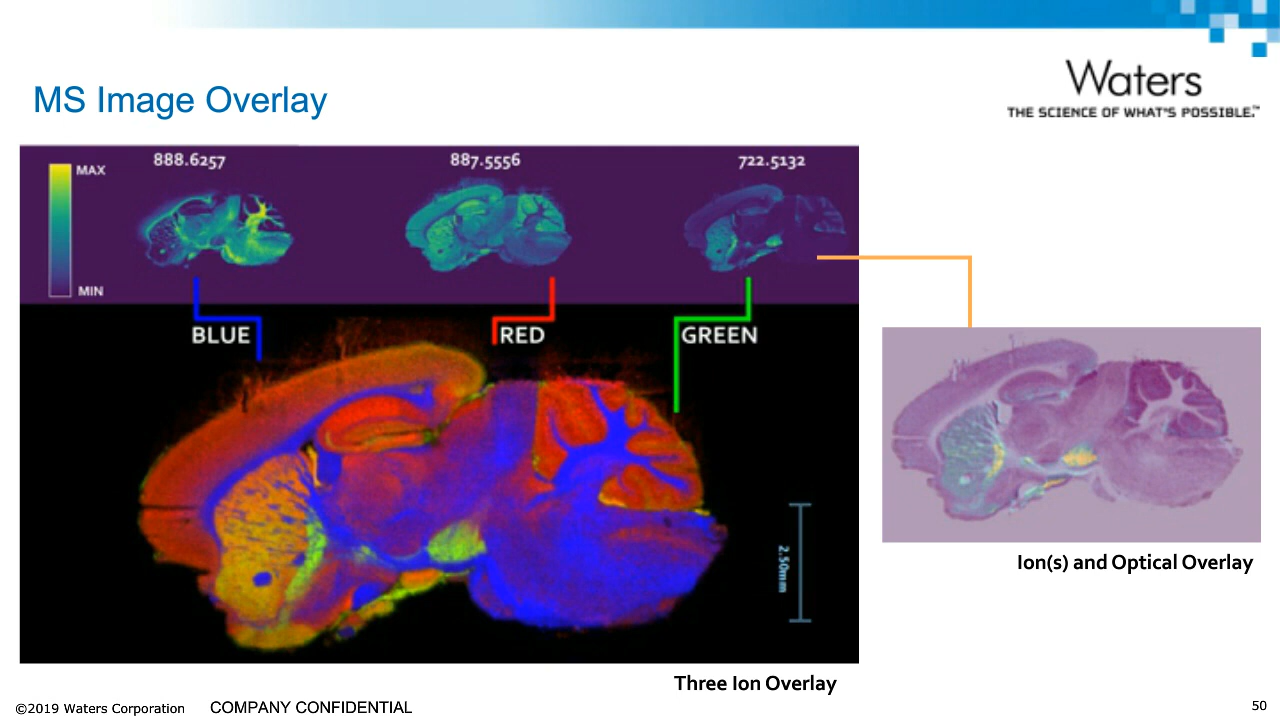 Waters
THE SCIENCE OF WHAT'S POSSIBLE.™
MS Image Overlay
888.6257
887.5556
722.5132
MAX
MIN
BLUE
RED
GREEN
2.50mm
Ion(s) and Optical Overlay
Three Ion Overlay
©2019 Waters Corporation
COMPANY CONFIDENTIAL
50